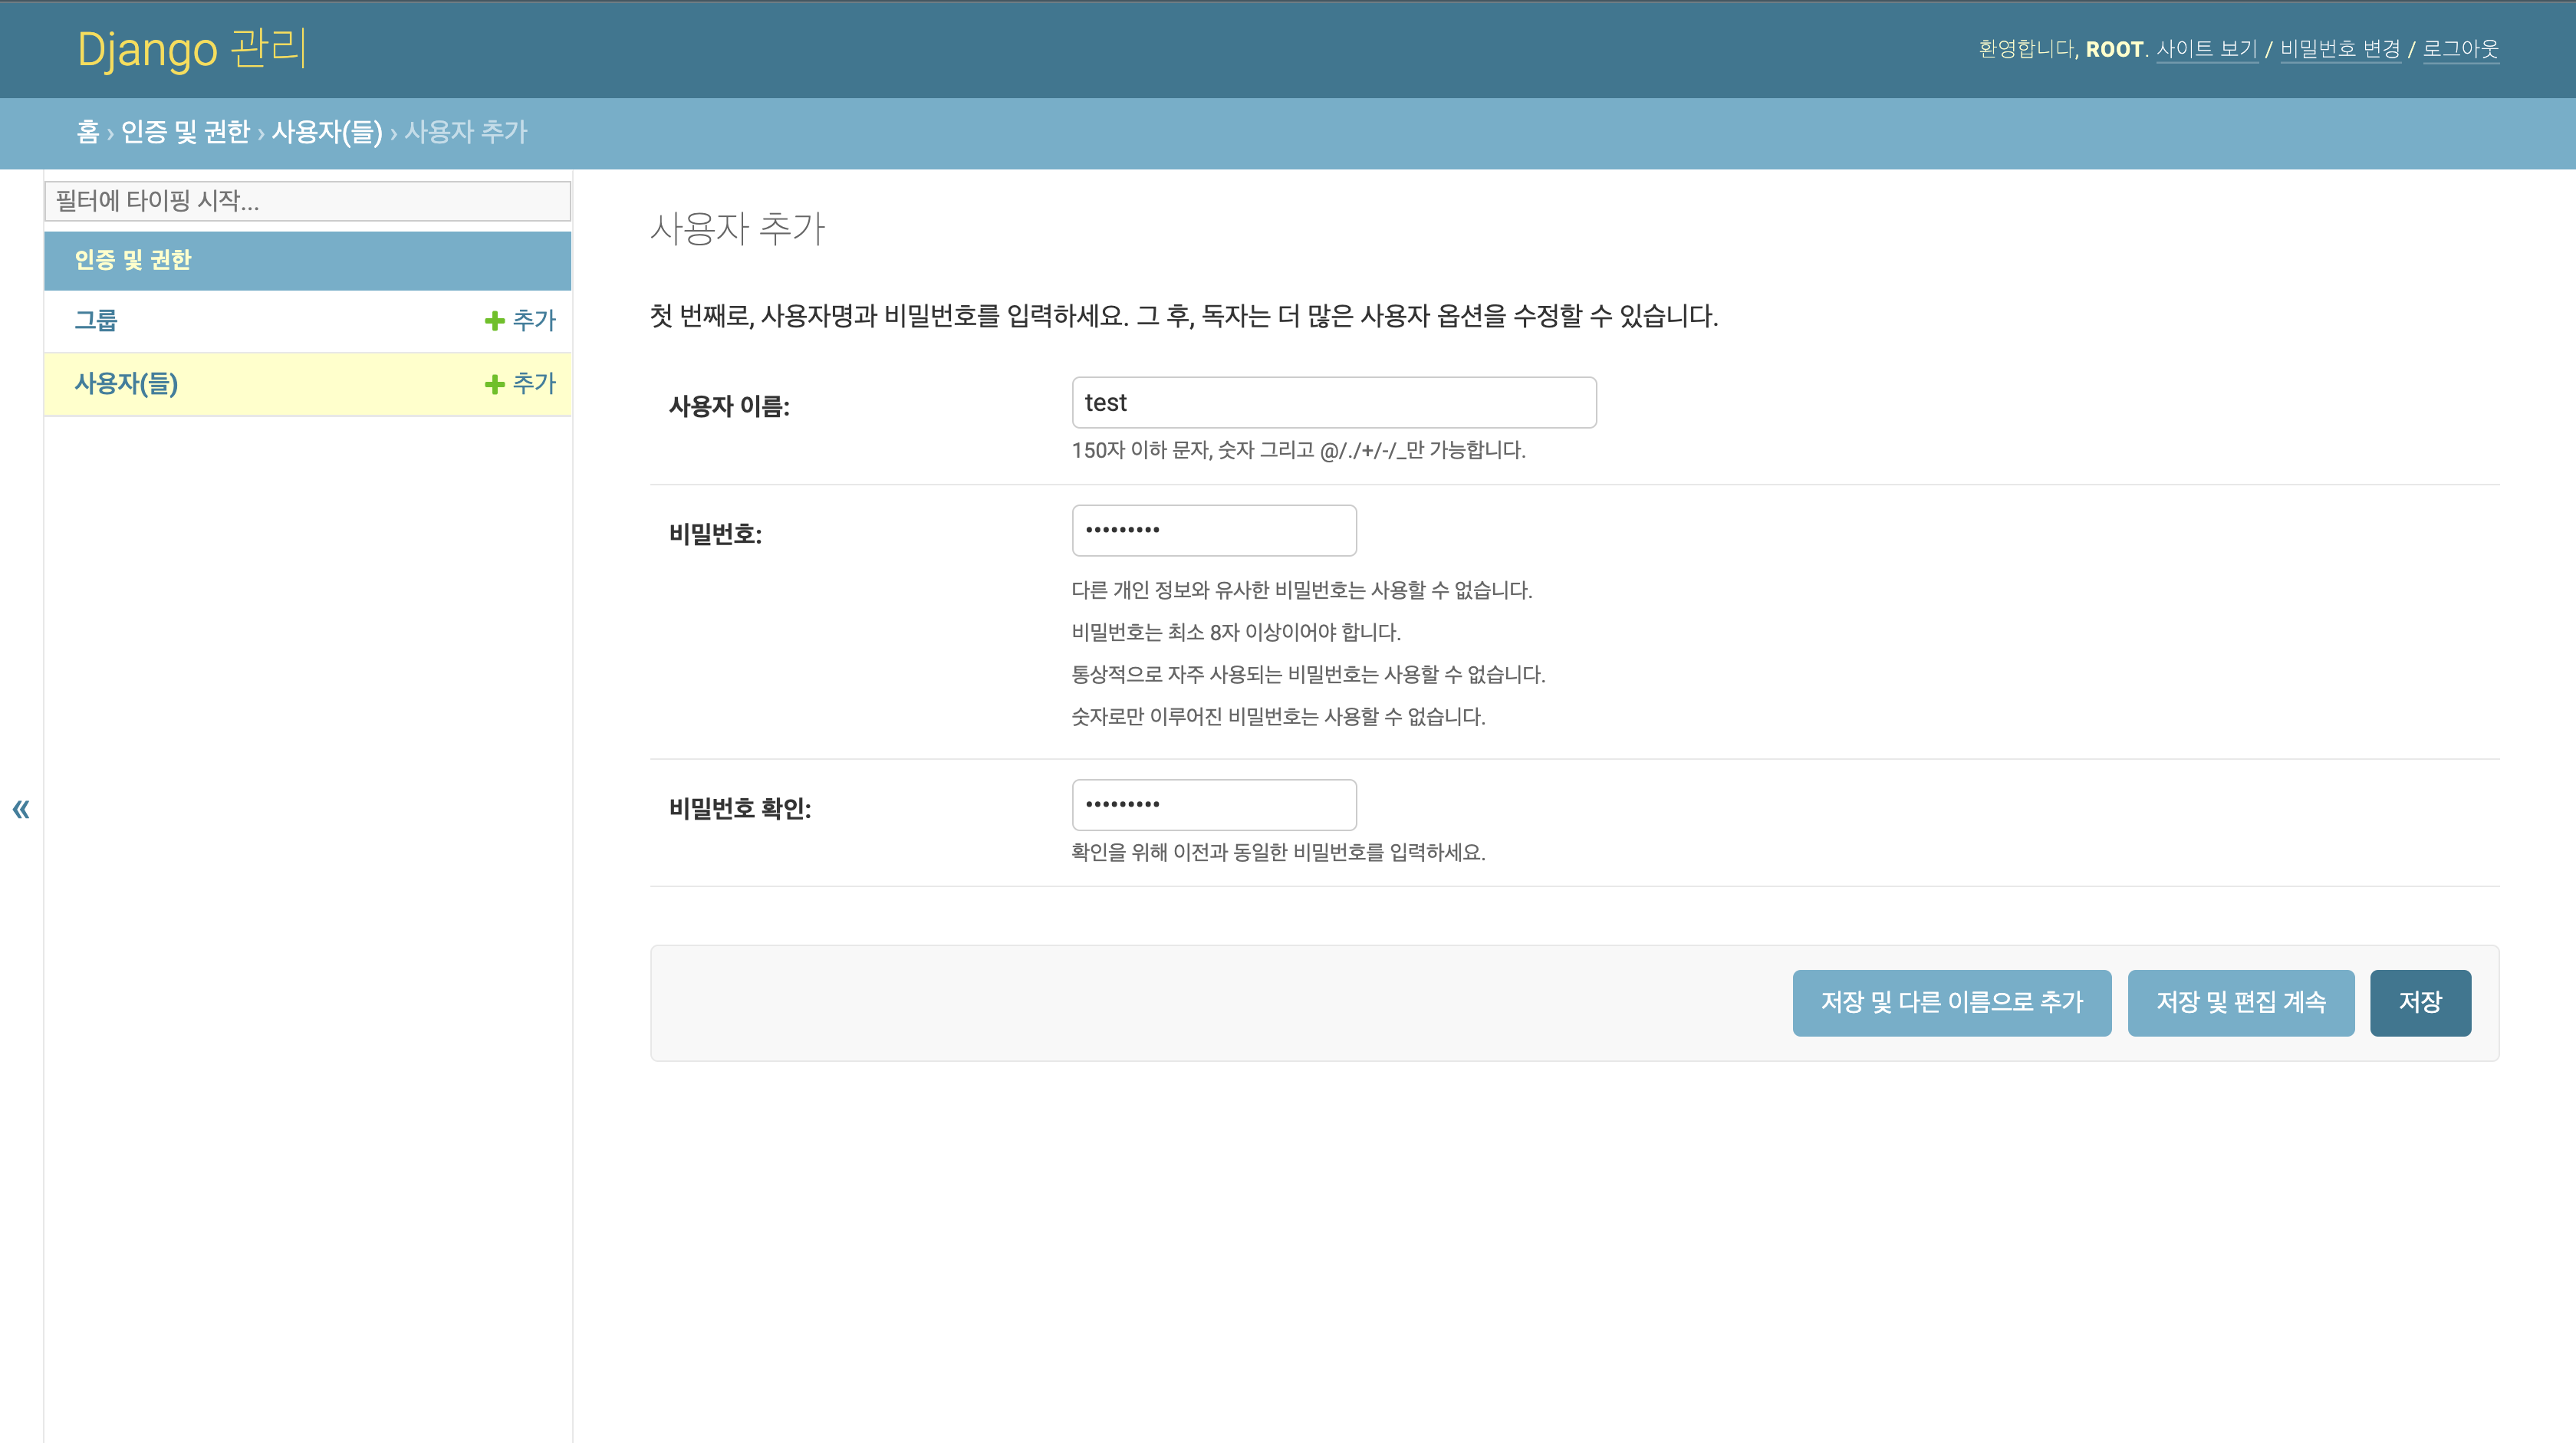 Django 관리
환영합니다, ROOT. 사이트 보기 / 비밀번호 변경 / 로그아웃
홈 › 인증 및 권한 › 사용자(들) › 사용자 추가
필터에 타이핑 시작...
인증 및 권한
그룹 추가
사용자(들) 추가
«
사용자 추가
첫 번째로, 사용자명과 비밀번호를 입력하세요. 그 후, 독자는 더 많은 사용자 옵션을 수정할 수 있습니다.
사용자 이름: test
150자 이하 문자, 숫자 그리고 @/./+/-/_만 가능합니다.
비밀번호: •••••••••
다른 개인 정보와 유사한 비밀번호는 사용할 수 없습니다.
비밀번호는 최소 8자 이상이어야 합니다.
통상적으로 자주 사용되는 비밀번호는 사용할 수 없습니다.
숫자로만 이루어진 비밀번호는 사용할 수 없습니다.
비밀번호 확인: •••••••••
확인을 위해 이전과 동일한 비밀번호를 입력하세요.
저장 및 다른 이름으로 추가 저장 및 편집 계속 저장